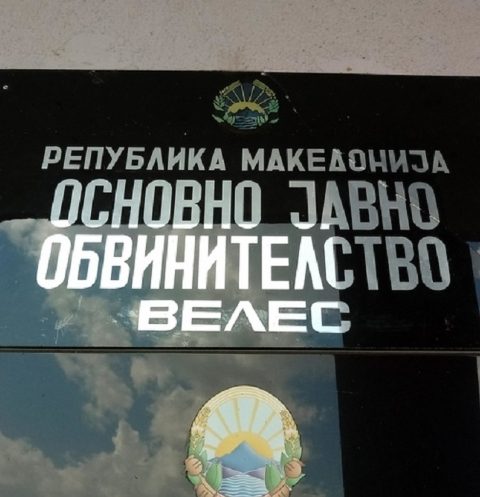 РЕПУБЛИКА МАКЕДОНИЈА
ОСНОВНО ЈАВНО
ОБВИНИТЕЛСТВО
ВЕЛЕС